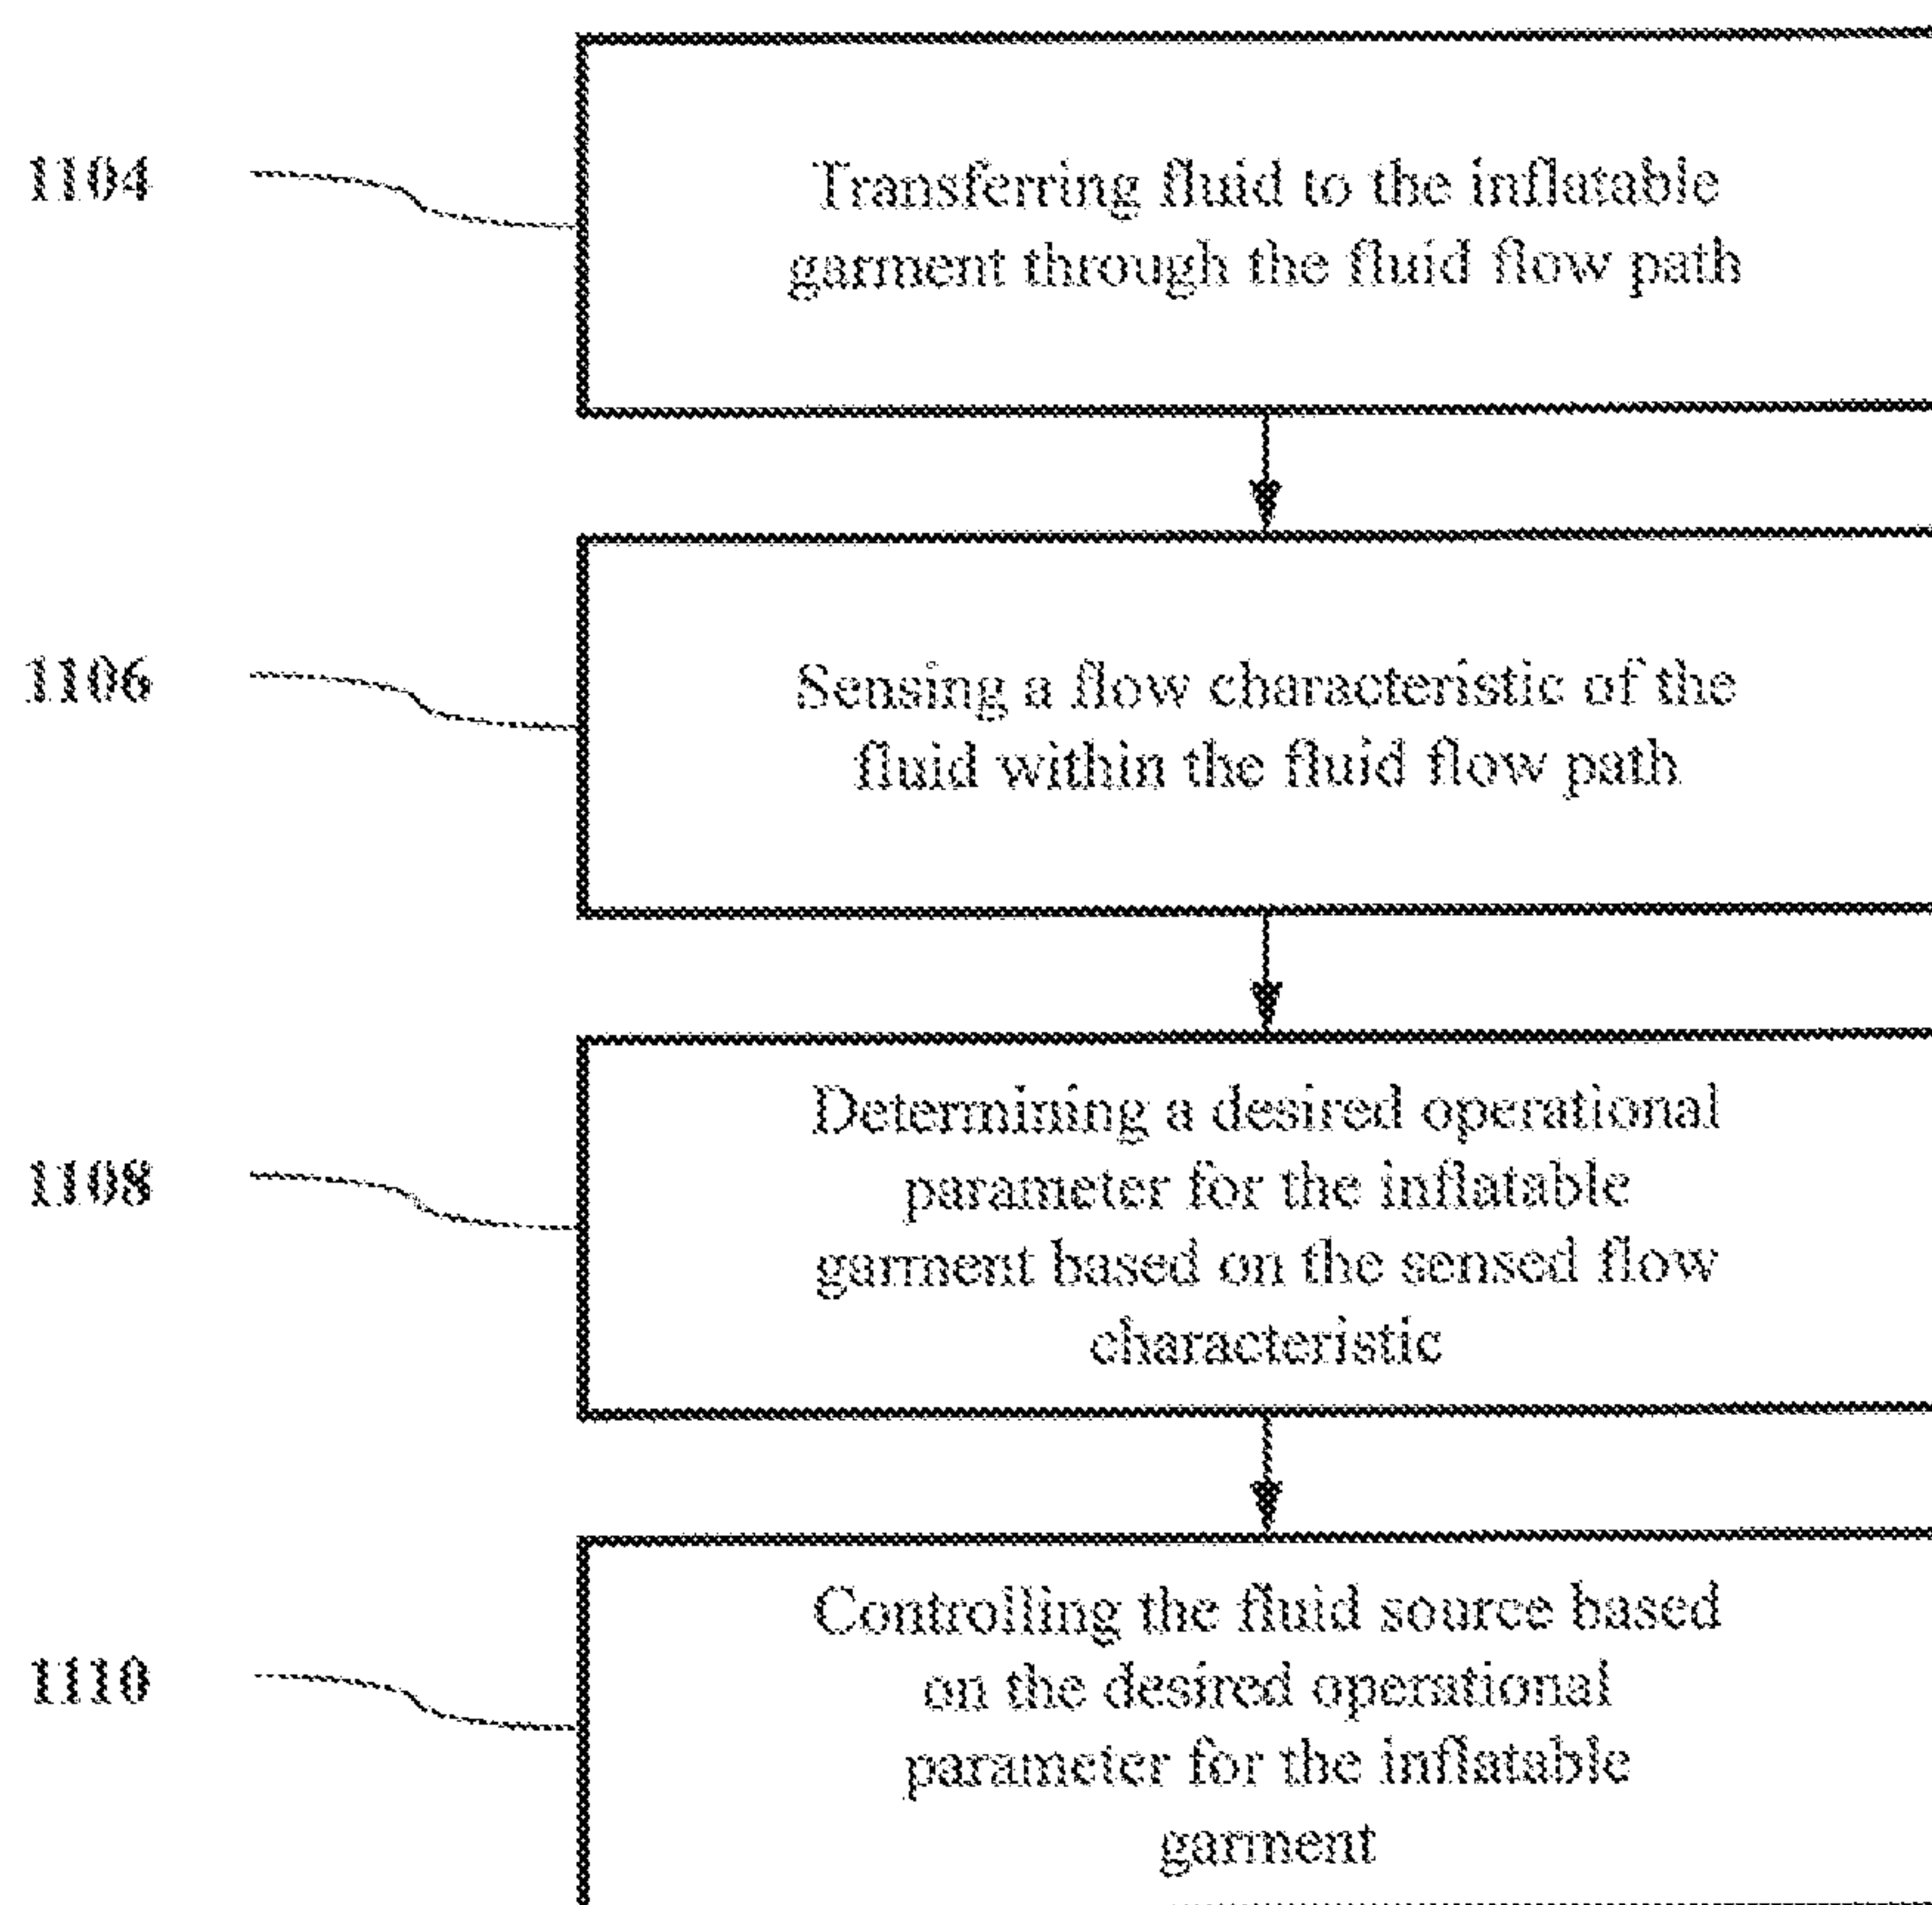 1104
Transferring fluid to the inflatable
garment through the fluid flow path
1106
Sensing a flow characteristic of the
fluid within the fluid flow path
1108
Determining a desired operational
parameter for the inflatable
garment based on the sensed flow
characteristic
1110
Controlling the fluid source based
on the desired operational
parameter for the inflatable
garment